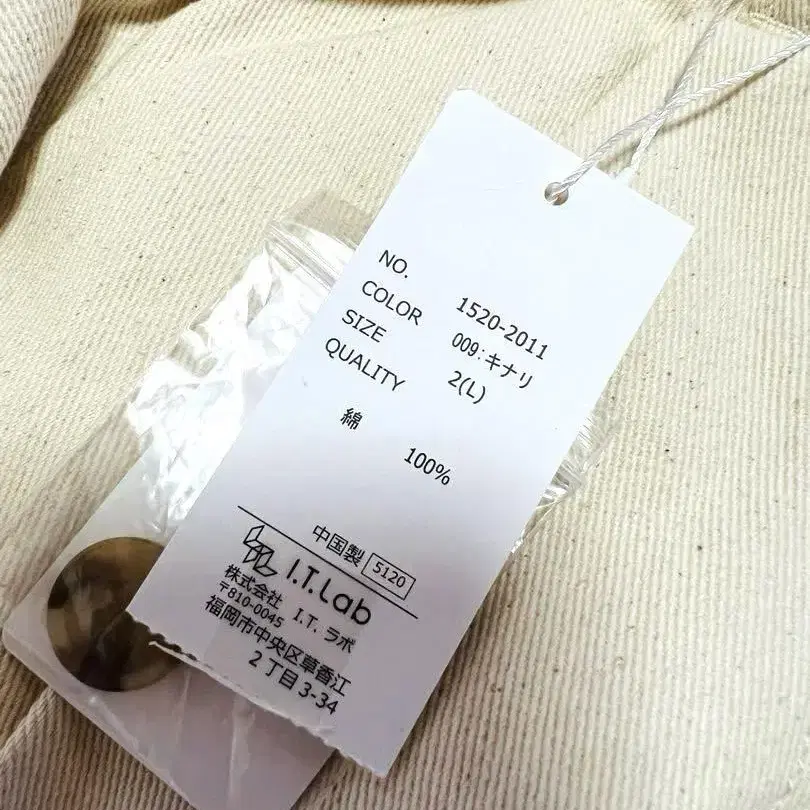 NO. 1520-2011
COLOR 009:キナリ
SIZE 2(L)
QUALITY
綿 100%
中国製 5120
I.T.Lab
株式会社 I.T. ラボ
〒810-0045
福岡市中央区草香江
2丁目3-34